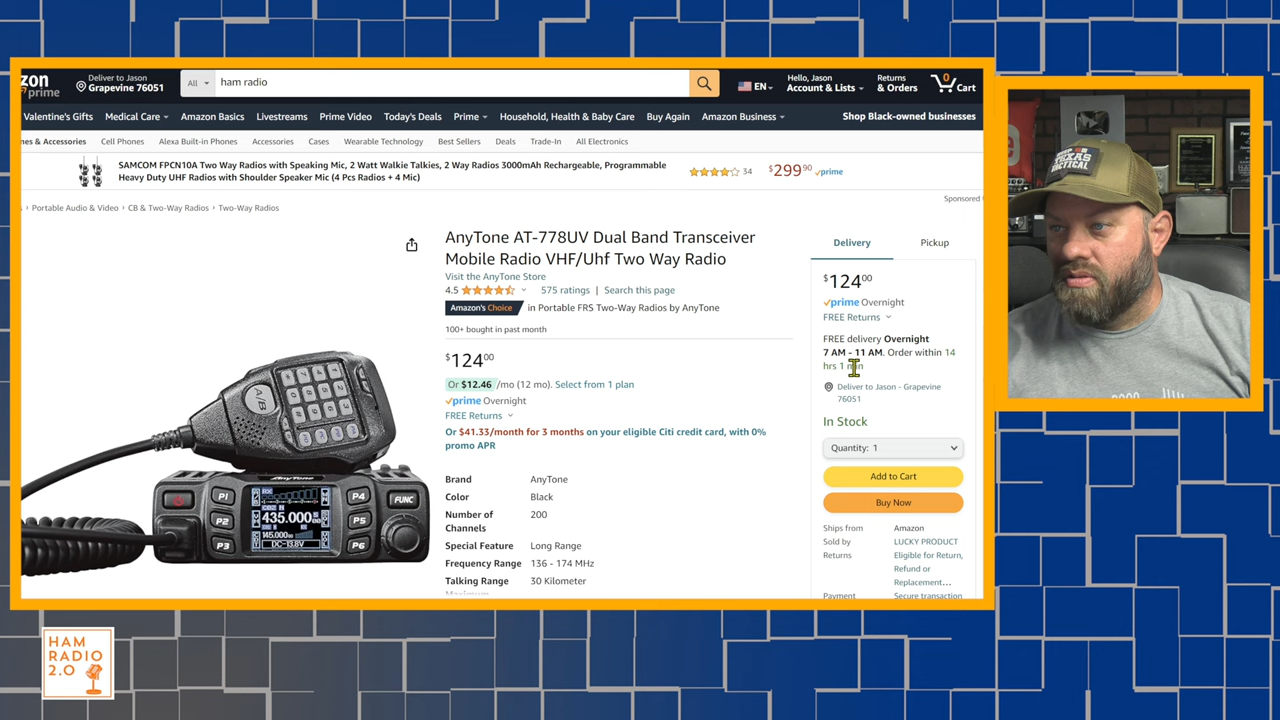 zon
prime
Deliver to Jason
Grapevine 76051
All
ham radio
EN
Hello, Jason
Account & Lists
Returns
& Orders
0
Cart
Valentine's Gifts
Medical Care
Amazon Basics
Livestreams
Prime Video
Today's Deals
Prime
Household, Health & Baby Care
Buy Again
Amazon Business
Shop Black-owned businesses
nes & Accessories
Cell Phones
Alexa Built-in Phones
Accessories
Cases
Wearable Technology
Best Sellers
Deals
Trade-In
All Electronics
SAMCOM FPCN10A Two Way Radios with Speaking Mic, 2 Watt Walkie Talkies, 2 Way Radios 3000mAh Rechargeable, Programmable
Heavy Duty UHF Radios with Shoulder Speaker Mic (4 Pcs Radios + 4 Mic)
34
$299.90
prime
Sponsored
› Portable Audio & Video › CB & Two-Way Radios › Two-Way Radios
AnyTone AT-778UV Dual Band Transceiver
Mobile Radio VHF/Uhf Two Way Radio
Visit the AnyTone Store
4.5
575 ratings | Search this page
Amazon's Choice
in Portable FRS Two-Way Radios by AnyTone
100+ bought in past month
$124.00
Or $12.46 /mo (12 mo). Select from 1 plan
prime Overnight
FREE Returns
Or $41.33/month for 3 months on your eligible Citi credit card, with 0%
promo APR
Brand AnyTone
Color Black
Number of 200
Channels
Special Feature Long Range
Frequency Range 136 - 174 MHz
Talking Range 30 Kilometer
Maximum
A/B
AnyTone
P1
P2
P3
435.000
145.000
DC-13.8V
P4
P5
P6
FUNC
Delivery
Pickup
$124.00
prime Overnight
FREE Returns
FREE delivery Overnight
7 AM - 11 AM. Order within 14
hrs 1 min
Deliver to Jason - Grapevine
76051
In Stock
Quantity: 1
Add to Cart
Buy Now
Ships from Amazon
Sold by LUCKY PRODUCT
Returns Eligible for Return,
Refund or
Replacement...
Payment Secure transaction
TEXAS
TACTICAL
HAM
RADIO
2.0